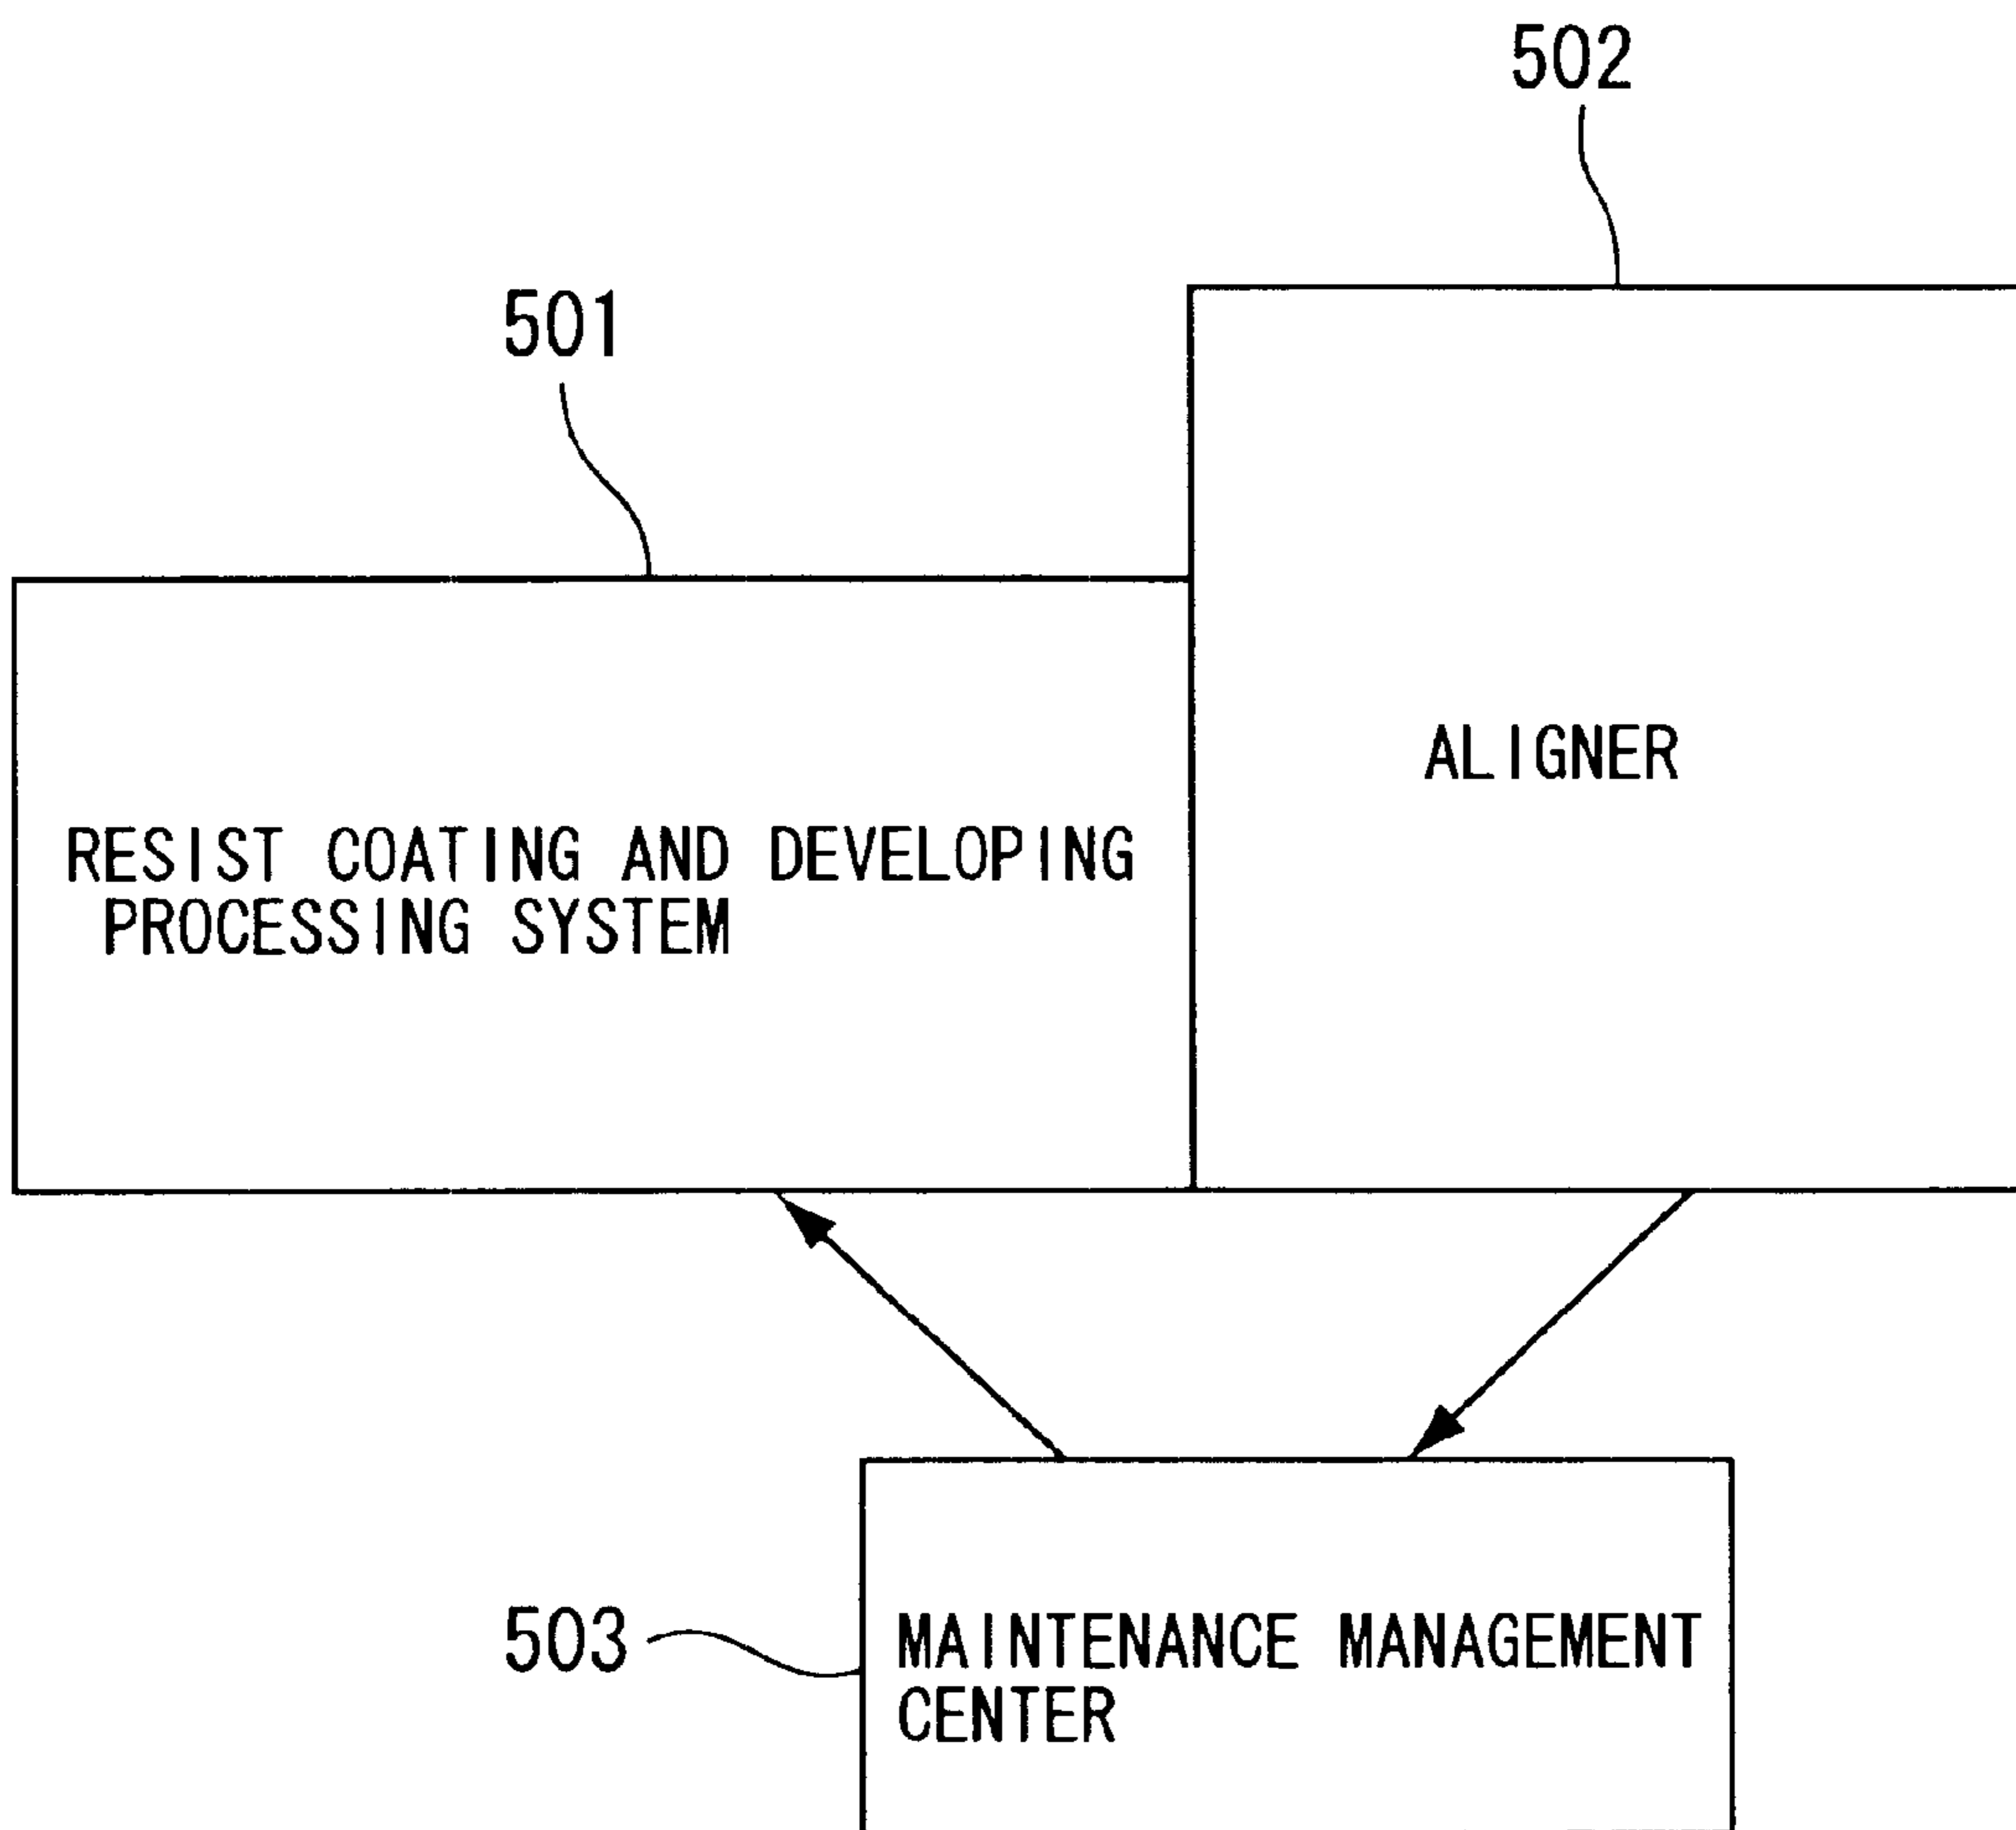 502
501
ALIGNER
RESIST COATING AND DEVELOPING
PROCESSING SYSTEM
503
MAINTENANCE MANAGEMENT
CENTER